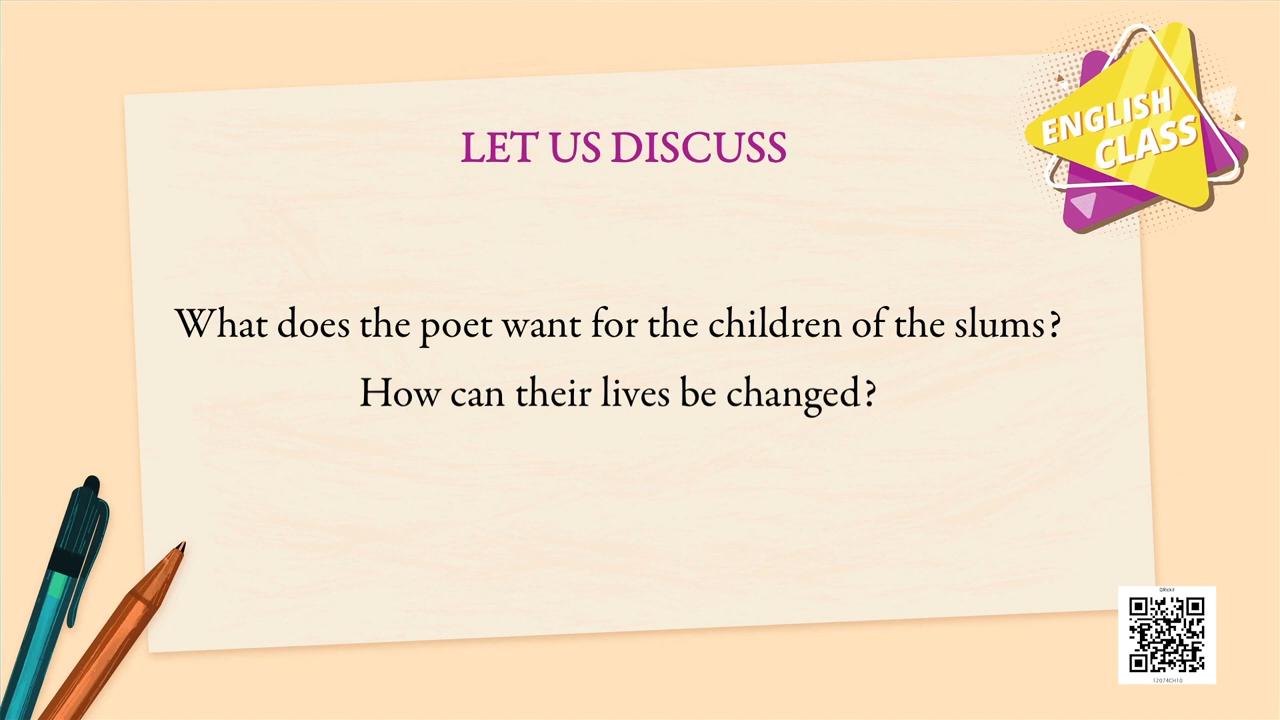 ENGLISH
CLASS
LET US DISCUSS
What does the poet want for the children of the slums?
How can their lives be changed?
12074CH10